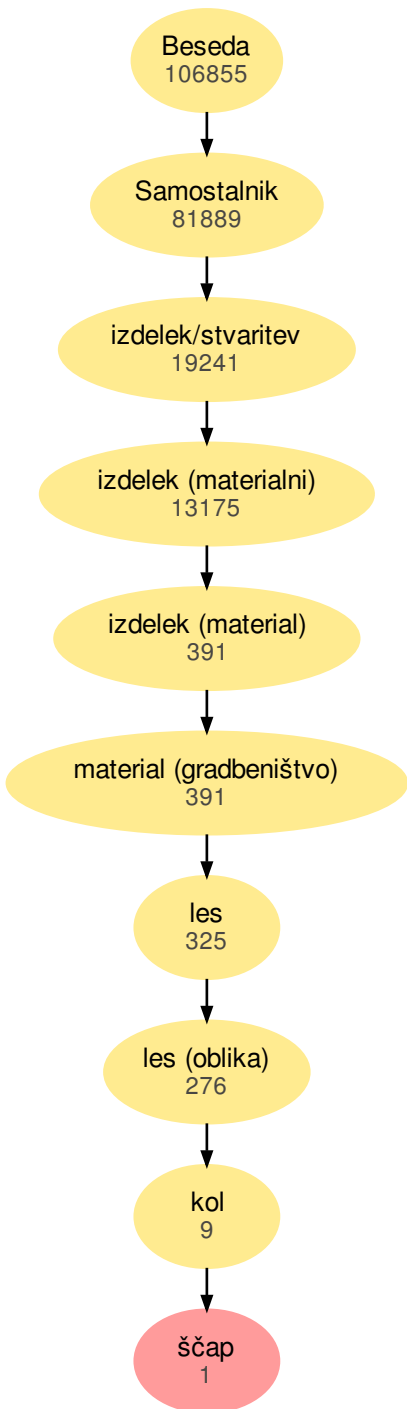 Beseda
106855
Samostalnik
81889
izdelek/stvaritev
19241
izdelek (materialni)
13175
izdelek (material)
391
material (gradbeništvo)
391
les
325
les (oblika)
276
kol
9
ščap
1